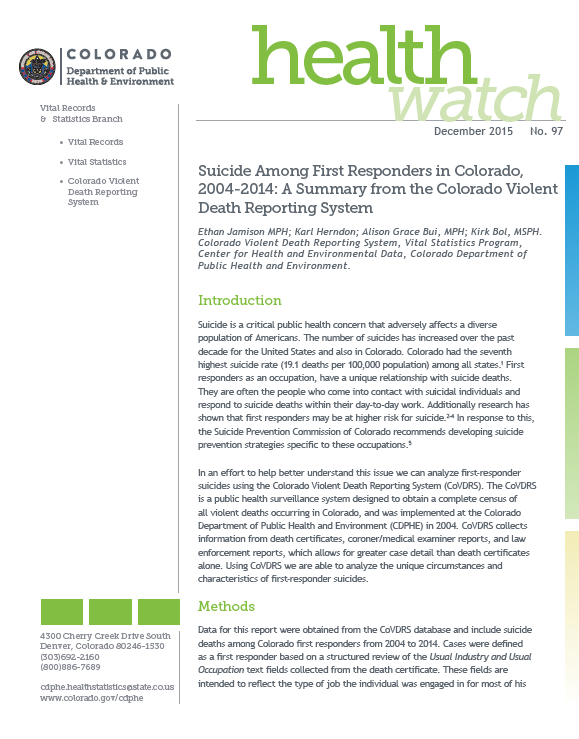 COLORADO
Department of Public
Health & Environment
health
watch
December 2015 No. 97
Vital Records
& Statistics Branch
• Vital Records
• Vital Statistics
• Colorado Violent
Death Reporting
System
Suicide Among First Responders in Colorado,
2004-2014: A Summary from the Colorado Violent
Death Reporting System
Ethan Jamison MPH; Karl Herndon; Alison Grace Bui, MPH; Kirk Bol, MSPH.
Colorado Violent Death Reporting System, Vital Statistics Program,
Center for Health and Environmental Data, Colorado Department of
Public Health and Environment.
Introduction
Suicide is a critical public health concern that adversely affects a diverse
population of Americans. The number of suicides has increased over the past
decade for the United States and also in Colorado. Colorado had the seventh
highest suicide rate (19.1 deaths per 100,000 population) among all states.¹ First
responders as an occupation, have a unique relationship with suicide deaths.
They are often the people who come into contact with suicidal individuals and
respond to suicide deaths within their day-to-day work. Additionally research has
shown that first responders may be at higher risk for suicide.²⁻⁴ In response to this,
the Suicide Prevention Commission of Colorado recommends developing suicide
prevention strategies specific to these occupations.⁵
In an effort to help better understand this issue we can analyze first-responder
suicides using the Colorado Violent Death Reporting System (CoVDRS). The CoVDRS
is a public health surveillance system designed to obtain a complete census of
all violent deaths occurring in Colorado, and was implemented at the Colorado
Department of Public Health and Environment (CDPHE) in 2004. CoVDRS collects
information from death certificates, coroner/medical examiner reports, and law
enforcement reports, which allows for greater case detail than death certificates
alone. Using CoVDRS we are able to analyze the unique circumstances and
characteristics of first-responder suicides.
Methods
Data for this report were obtained from the CoVDRS database and include suicide
deaths among Colorado first responders from 2004 to 2014. Cases were defined
as a first responder based on a structured review of the Usual Industry and Usual
Occupation text fields collected from the death certificate. These fields are
intended to reflect the type of job the individual was engaged in for most of his
4300 Cherry Creek Drive South
Denver, Colorado 80246-1530
(303)692-2160
(800)886-7689
cdphe.healthstatistics@state.co.us
www.colorado.gov/cdphe